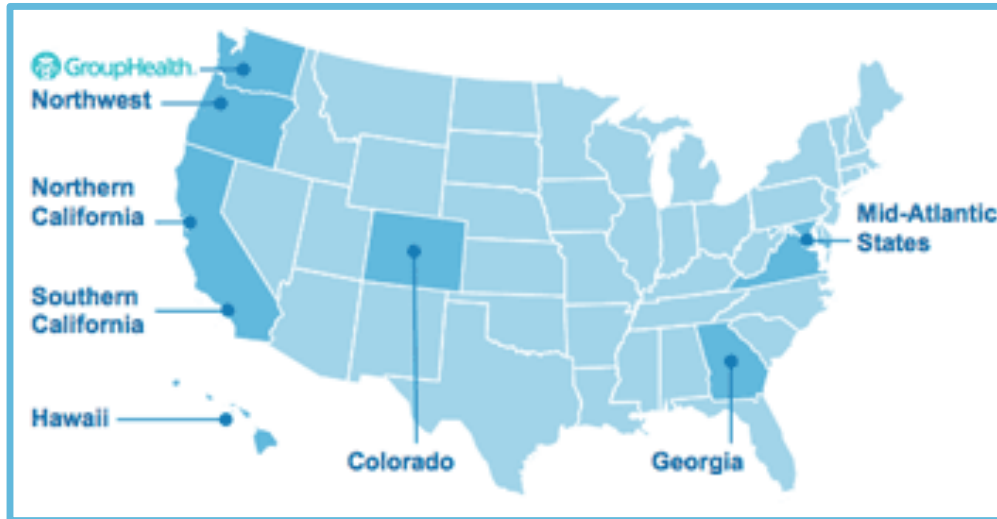 GroupHealth.
Northwest
Northern
California
Southern
California
Hawaii
Colorado
Georgia
Mid-Atlantic
States